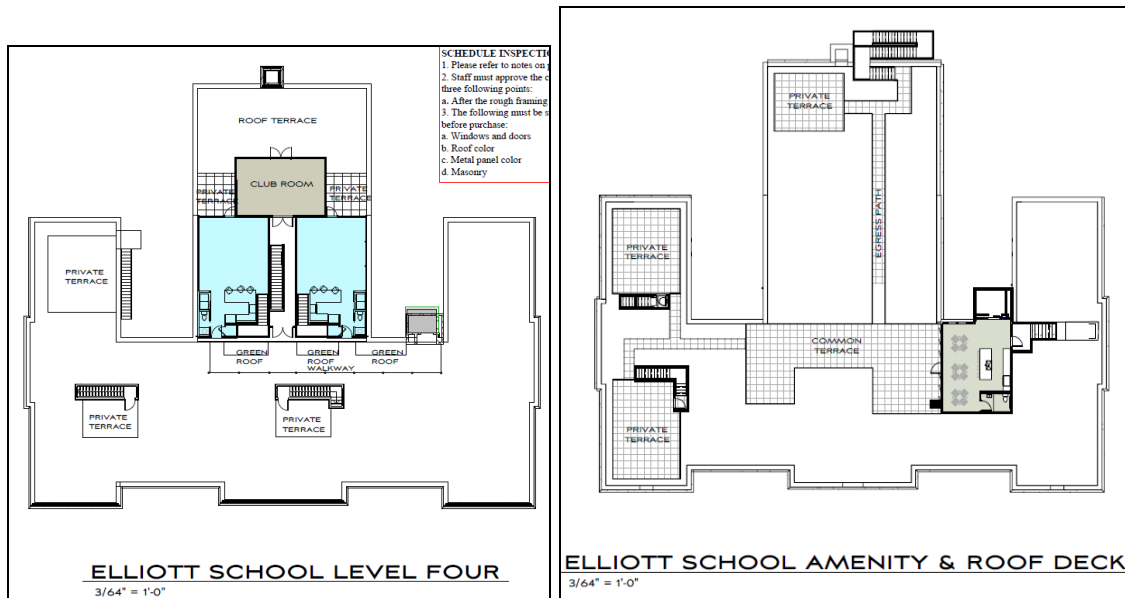 SCHEDULE INSPECTI
1. Please refer to notes on
2. Staff must approve the c
three following points:
a. After the rough framing
3. The following must be s
before purchase:
a. Windows and doors
b. Roof color
c. Metal panel color
d. Masonry
ROOF TERRACE
CLUB ROOM
PRIVATE
TERRACE
PRIVATE
TERRACE
PRIVATE
TERRACE
GREEN
ROOF
GREEN
ROOF
GREEN
ROOF
WALKWAY
PRIVATE
TERRACE
PRIVATE
TERRACE
ELLIOTT SCHOOL LEVEL FOUR
3/64" = 1'-0"
PRIVATE
TERRACE
EGRESS PATH
PRIVATE
TERRACE
COMMON
TERRACE
PRIVATE
TERRACE
ELLIOTT SCHOOL AMENITY & ROOF DECK
3/64" = 1'-0"